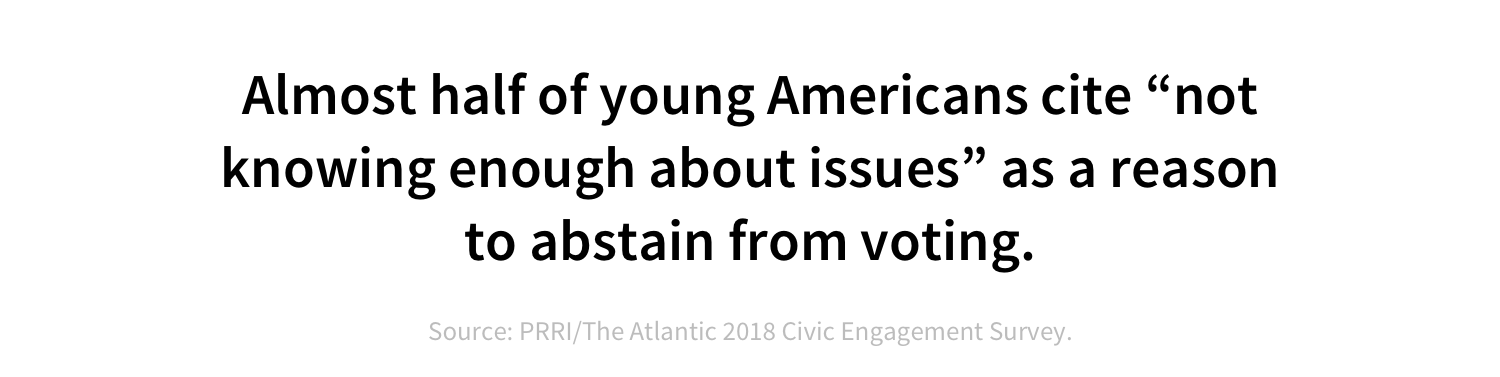 Almost half of young Americans cite “not
knowing enough about issues” as a reason
to abstain from voting.
Source: PRRI/The Atlantic 2018 Civic Engagement Survey.